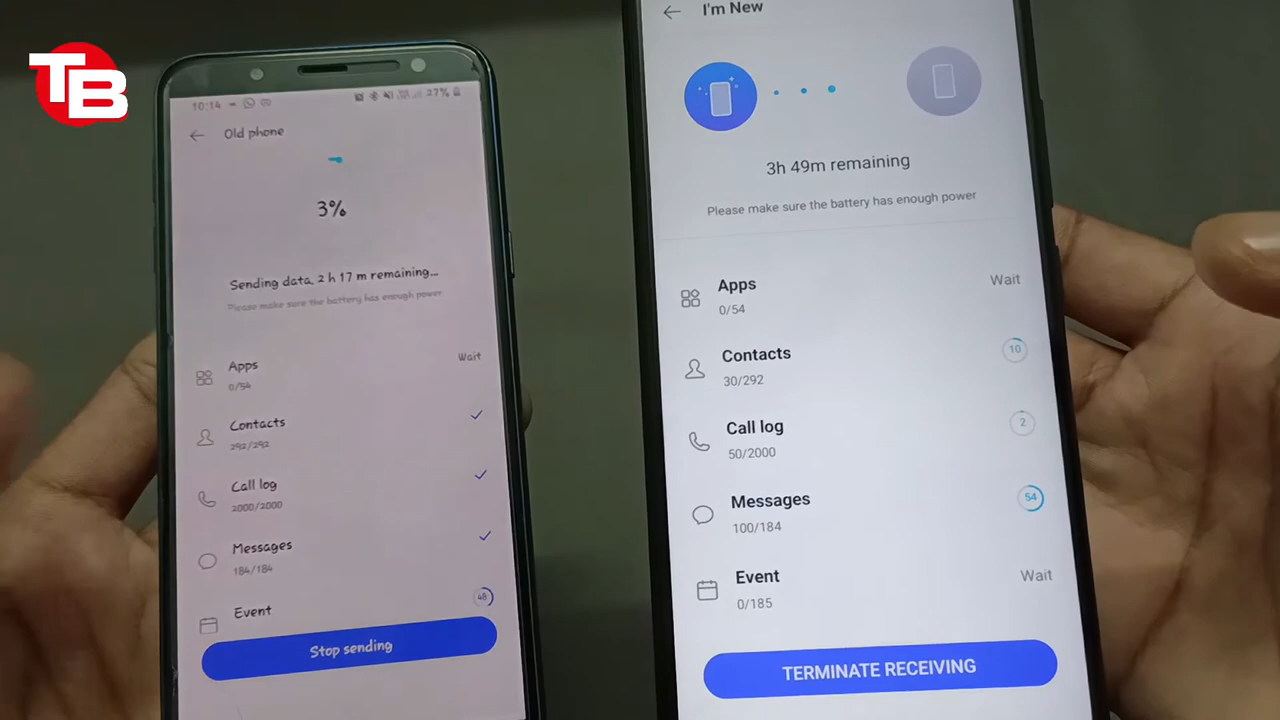 TB
10:14
27%
Old phone
3%
Sending data, 2 h 17 m remaining...
Please make sure the battery has enough power
Apps
0/54
Wait
Contacts
292/292
Call log
2000/2000
Messages
184/184
Event
48
Stop sending
I'm New
3h 49m remaining
Please make sure the battery has enough power
Apps
0/54
Wait
Contacts
30/292
10
Call log
50/2000
2
Messages
100/184
54
Event
0/185
Wait
TERMINATE RECEIVING